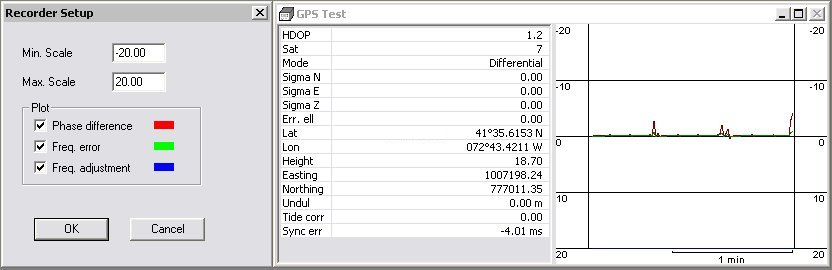 Recorder Setup
Min. Scale -20.00
Max. Scale 20.00
Plot
Phase difference
Freq. error
Freq. adjustment
OK Cancel
GPS Test
HDOP 1.2
Sat 7
Mode Differential
Sigma N 0.00
Sigma E 0.00
Sigma Z 0.00
Err. ell 0.00
Lat 41°35.6153 N
Lon 072°43.4211 W
Height 18.70
Easting 1007198.24
Northing 777011.35
Undul 0.00 m
Tide corr 0.00
Sync err -4.01 ms
-20 -20
-10 -10
0 0
10 10
20 20
1 min